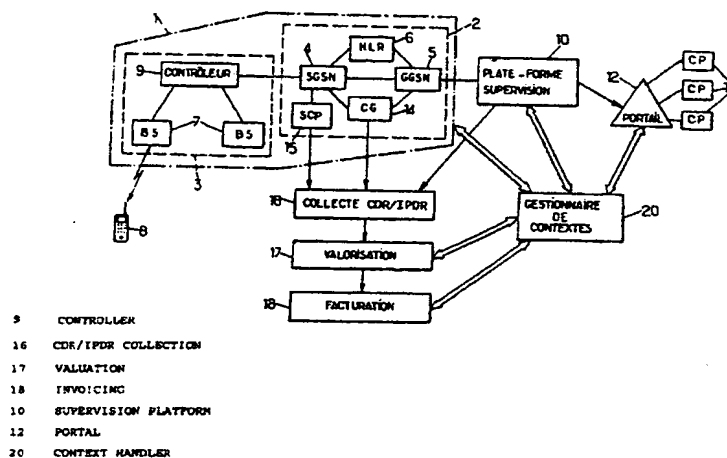 1
2
6
HLR
4
5
10
9
CONTRÔLEUR
SGSN
GGSN
PLATE-FORME
SUPERVISION
12
CP
CP
CP
PORTAIL
SCP
CG
14
15
BS
7
BS
3
8
16
COLLECTE CDR/IPDR
GESTIONNAIRE
DE
CONTEXTES
20
17
VALORISATION
18
FACTURATION
9 CONTROLLER
16 CDR/IPDR COLLECTION
17 VALUATION
18 INVOICING
10 SUPERVISION PLATFORM
12 PORTAL
20 CONTEXT HANDLER